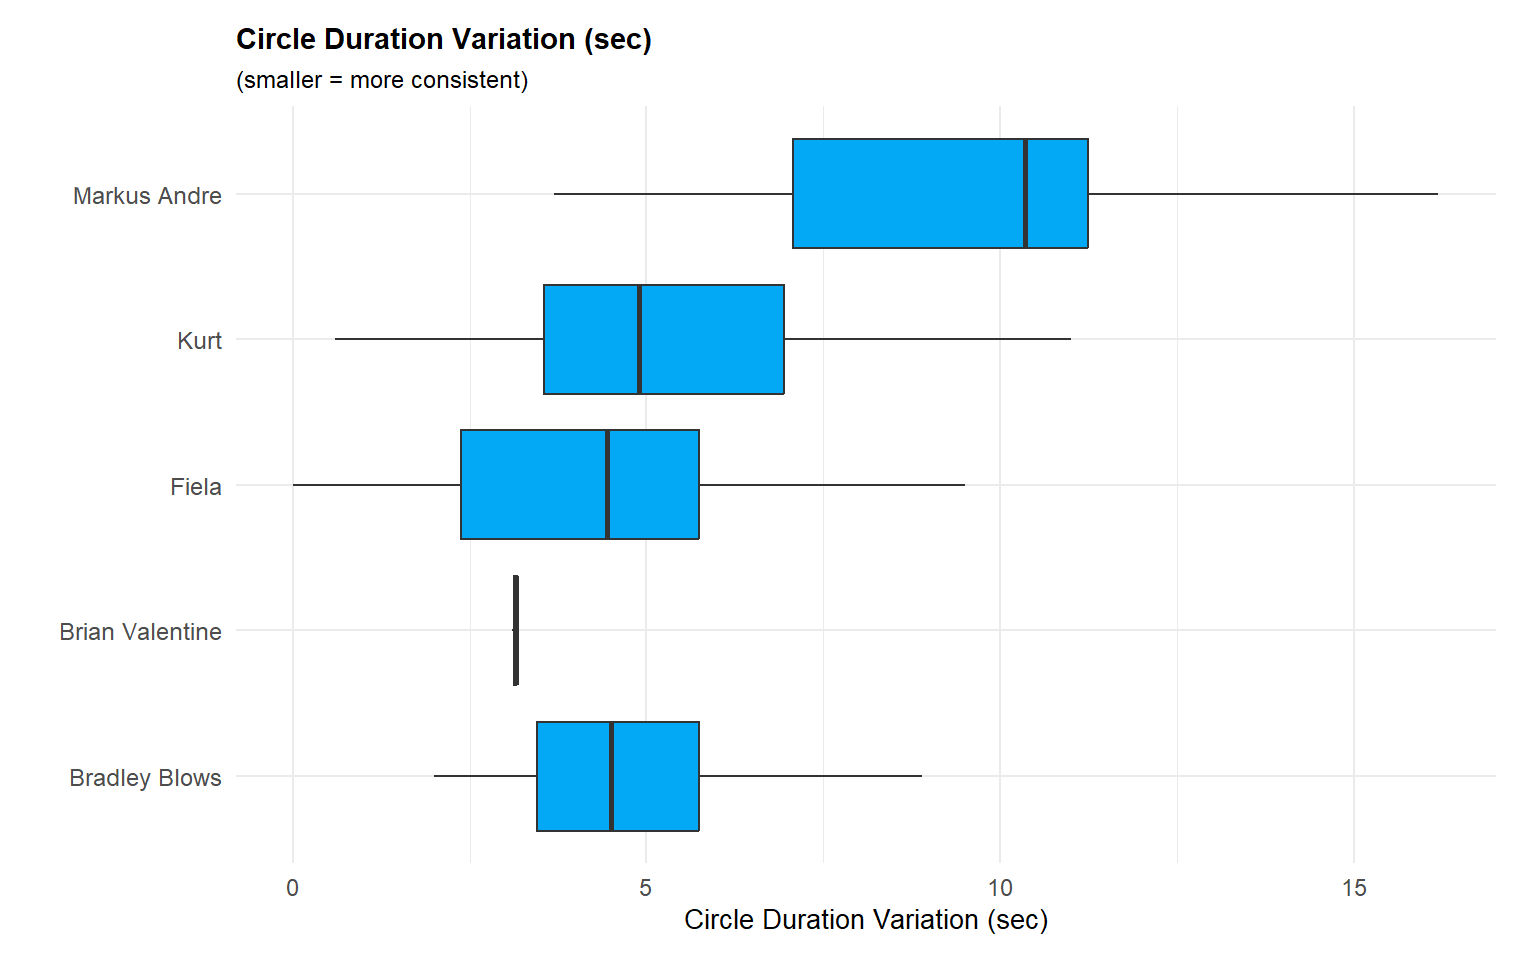 Circle Duration Variation (sec)
(smaller = more consistent)
Markus Andre
Kurt
Fiela
Brian Valentine
Bradley Blows
0 5 10 15
Circle Duration Variation (sec)